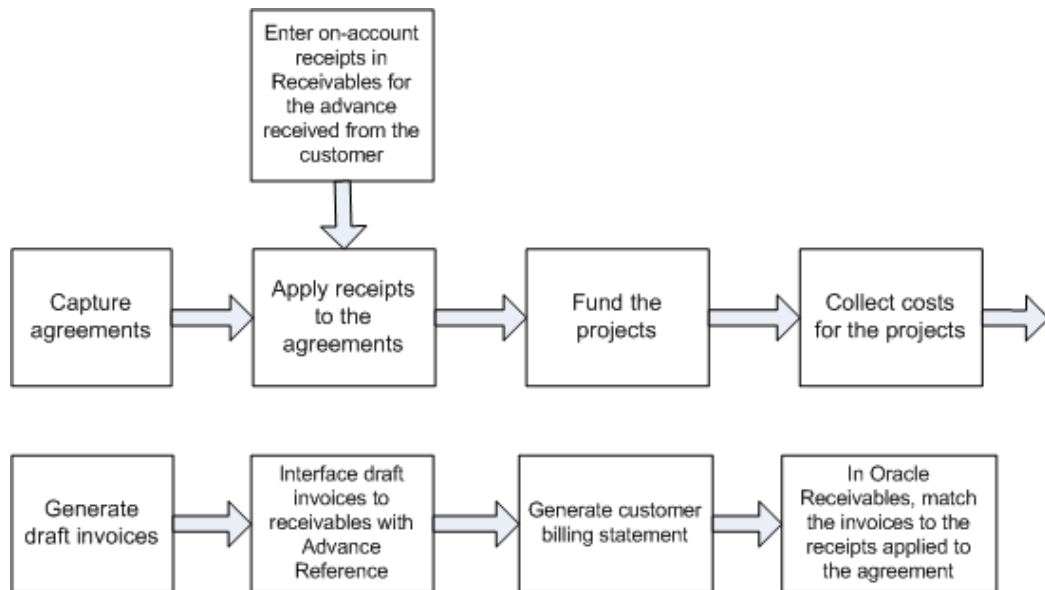 Enter on-account
receipts in
Receivables for
the advance
received from the
customer
Capture
agreements
Apply receipts
to the
agreements
Fund the
projects
Collect costs
for the projects
Generate
draft invoices
Interface draft
invoices to
receivables with
Advance
Reference
Generate customer
billing statement
In Oracle
Receivables, match
the invoices to the
receipts applied to
the agreement